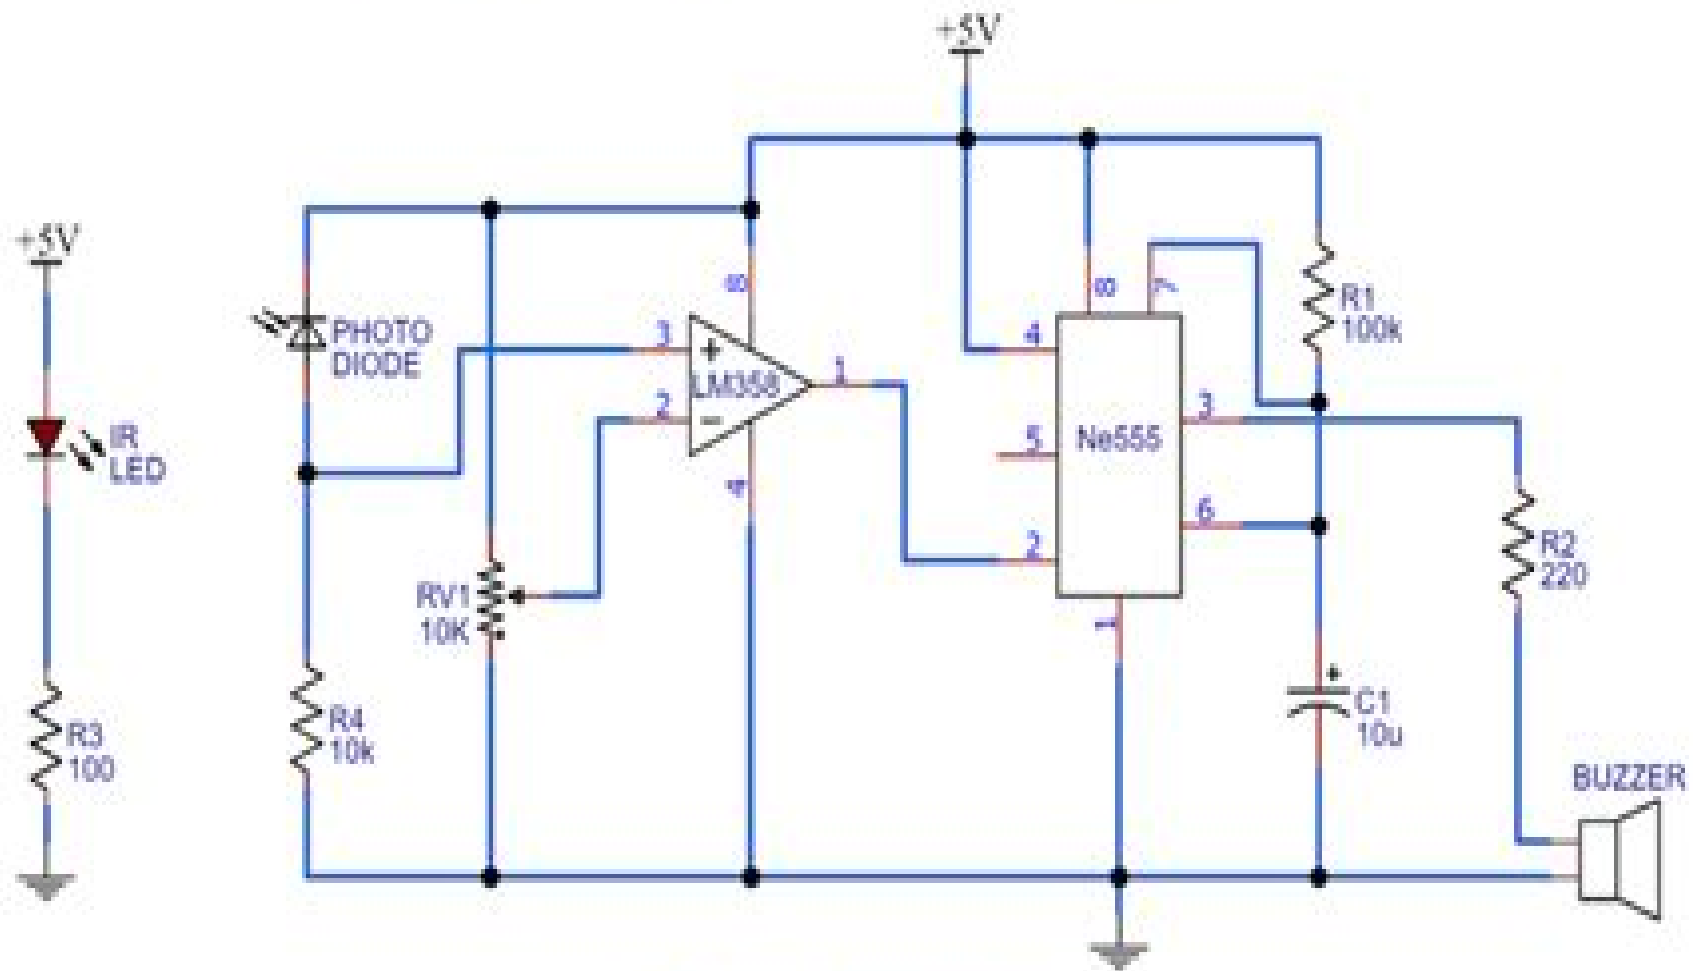 +5V
+5V
IR
LED
R3
100
PHOTO
DIODE
R4
10k
RV1
10K
8
3
+
LM358
1
2
−
4
8
7
4
3
5
Ne555
6
2
1
R1
100k
R2
220
+
C1
10u
BUZZER